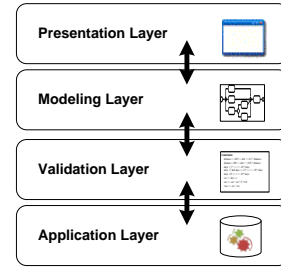 Presentation Layer
Modeling Layer
Validation Layer
Application Layer